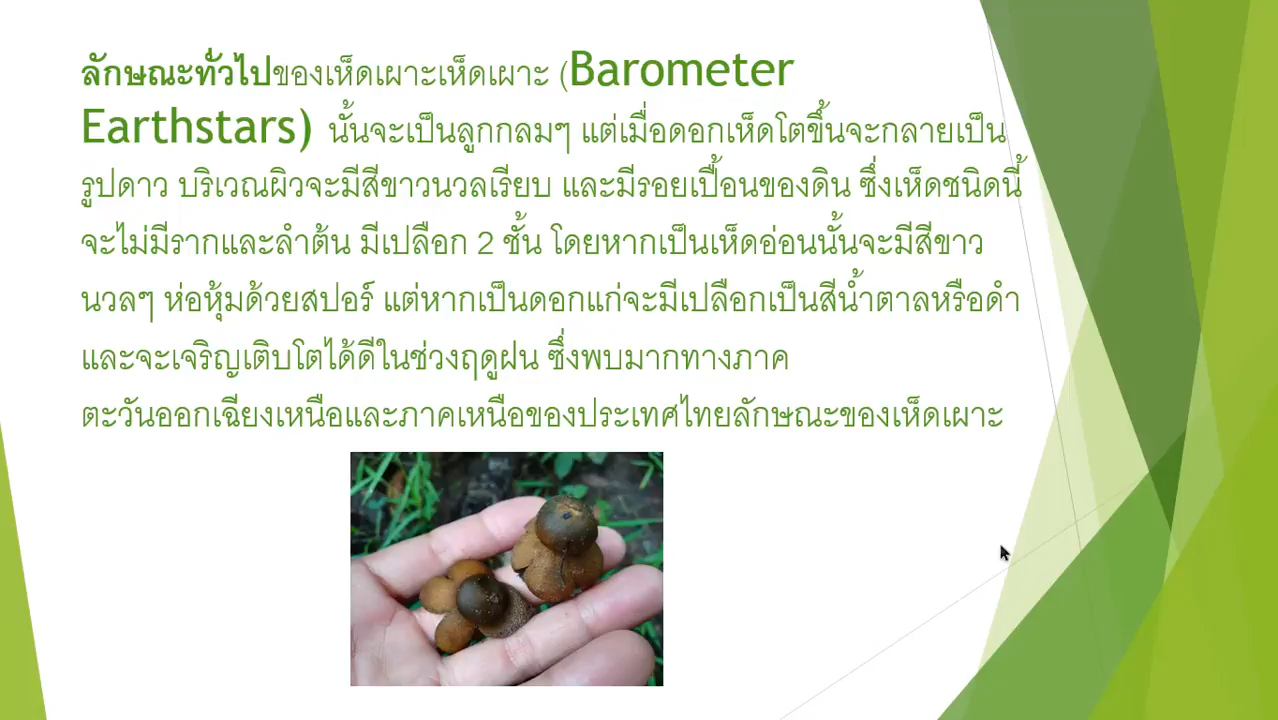 ลักษณะทั่วไปของเห็ดเผาะเห็ดเผาะ (Barometer
Earthstars) นั้นจะเป็นลูกกลมๆ แต่เมื่อดอกเห็ดโตขึ้นจะกลายเป็น
รูปดาว บริเวณผิวจะมีสีขาวนวลเรียบ และมีรอยเปื้อนของดิน ซึ่งเห็ดชนิดนี้
จะไม่มีรากและลำต้น มีเปลือก 2 ชั้น โดยหากเป็นเห็ดอ่อนนั้นจะมีสีขาว
นวลๆ ห่อหุ้มด้วยสปอร์ แต่หากเป็นดอกแก่จะมีเปลือกเป็นสีน้ำตาลหรือดำ
และจะเจริญเติบโตได้ดีในช่วงฤดูฝน ซึ่งพบมากทางภาค
ตะวันออกเฉียงเหนือและภาคเหนือของประเทศไทยลักษณะของเห็ดเผาะ